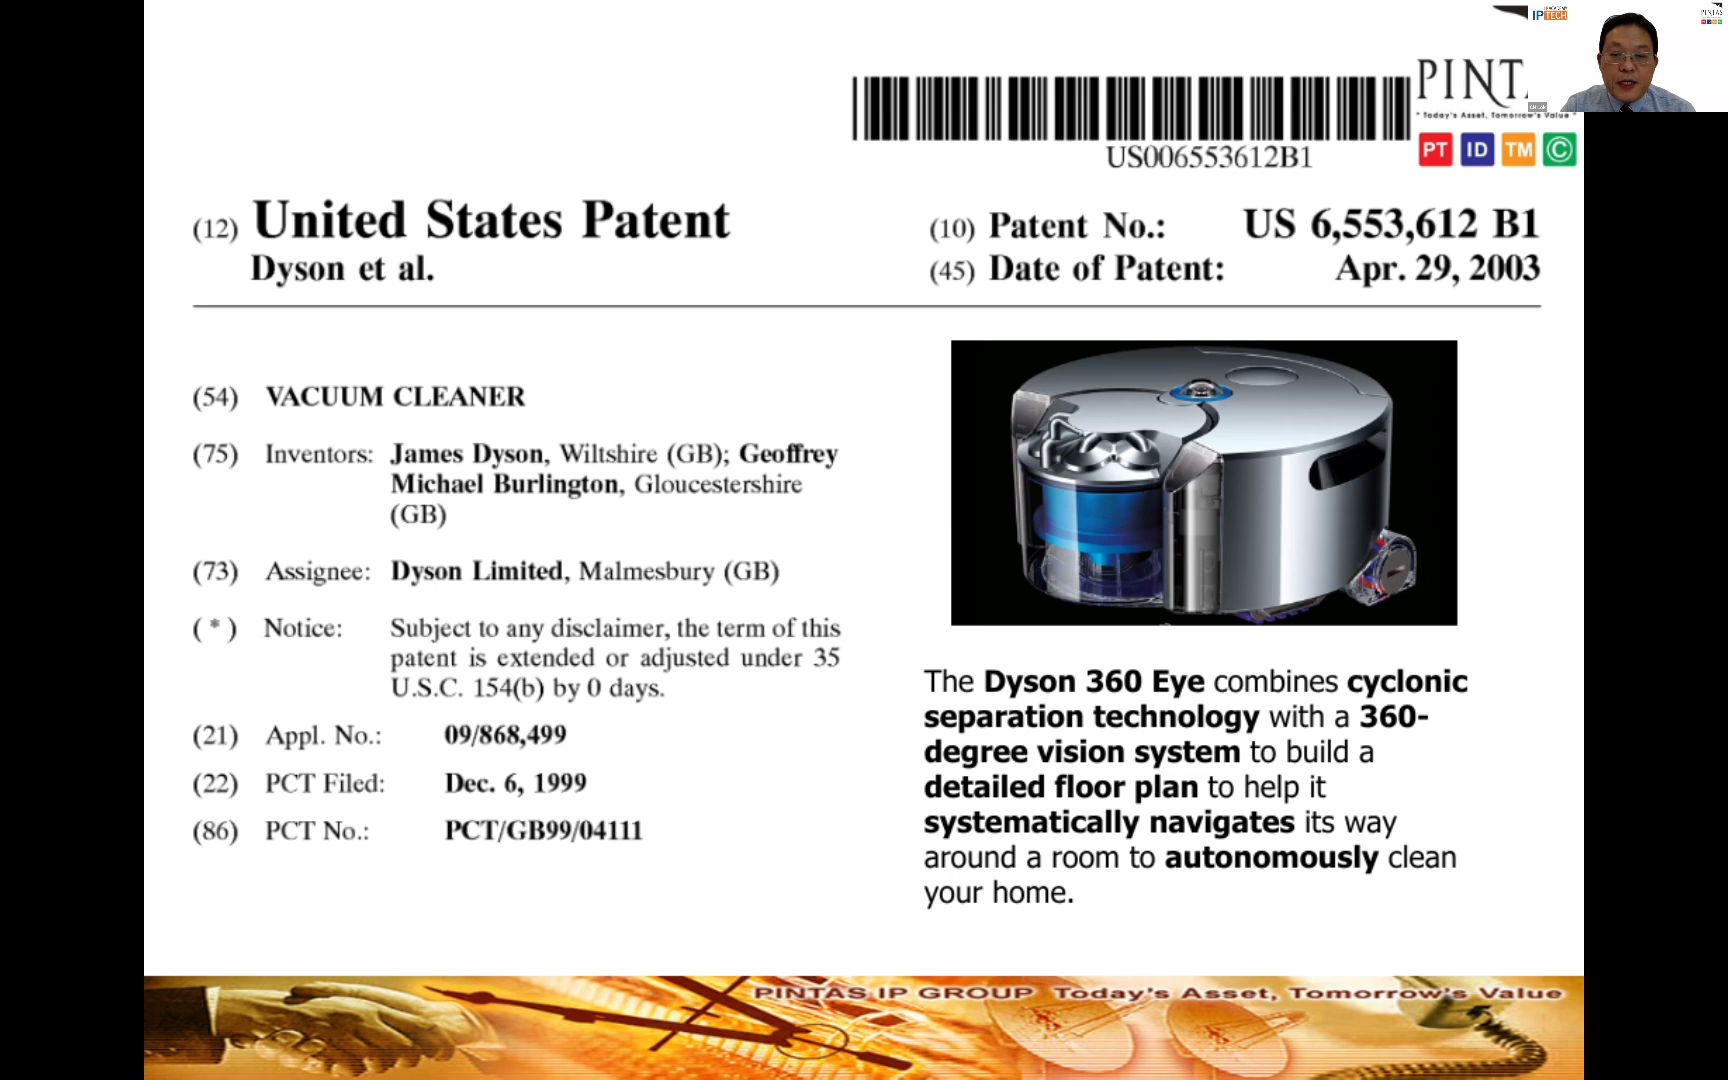 IPTECH
PINTAS
PINT
"Today's Asset, Tomorrow's Value"
PT ID TM ©
US006553612B1
(12) United States Patent
Dyson et al.
(10) Patent No.: US 6,553,612 B1
(45) Date of Patent: Apr. 29, 2003
(54) VACUUM CLEANER
(75) Inventors: James Dyson, Wiltshire (GB); Geoffrey
Michael Burlington, Gloucestershire
(GB)
(73) Assignee: Dyson Limited, Malmesbury (GB)
(*) Notice: Subject to any disclaimer, the term of this
patent is extended or adjusted under 35
U.S.C. 154(b) by 0 days.
(21) Appl. No.: 09/868,499
(22) PCT Filed: Dec. 6, 1999
(86) PCT No.: PCT/GB99/04111
The Dyson 360 Eye combines cyclonic
separation technology with a 360-
degree vision system to build a
detailed floor plan to help it
systematically navigates its way
around a room to autonomously clean
your home.
PINTAS IP GROUP Today's Asset, Tomorrow's Value